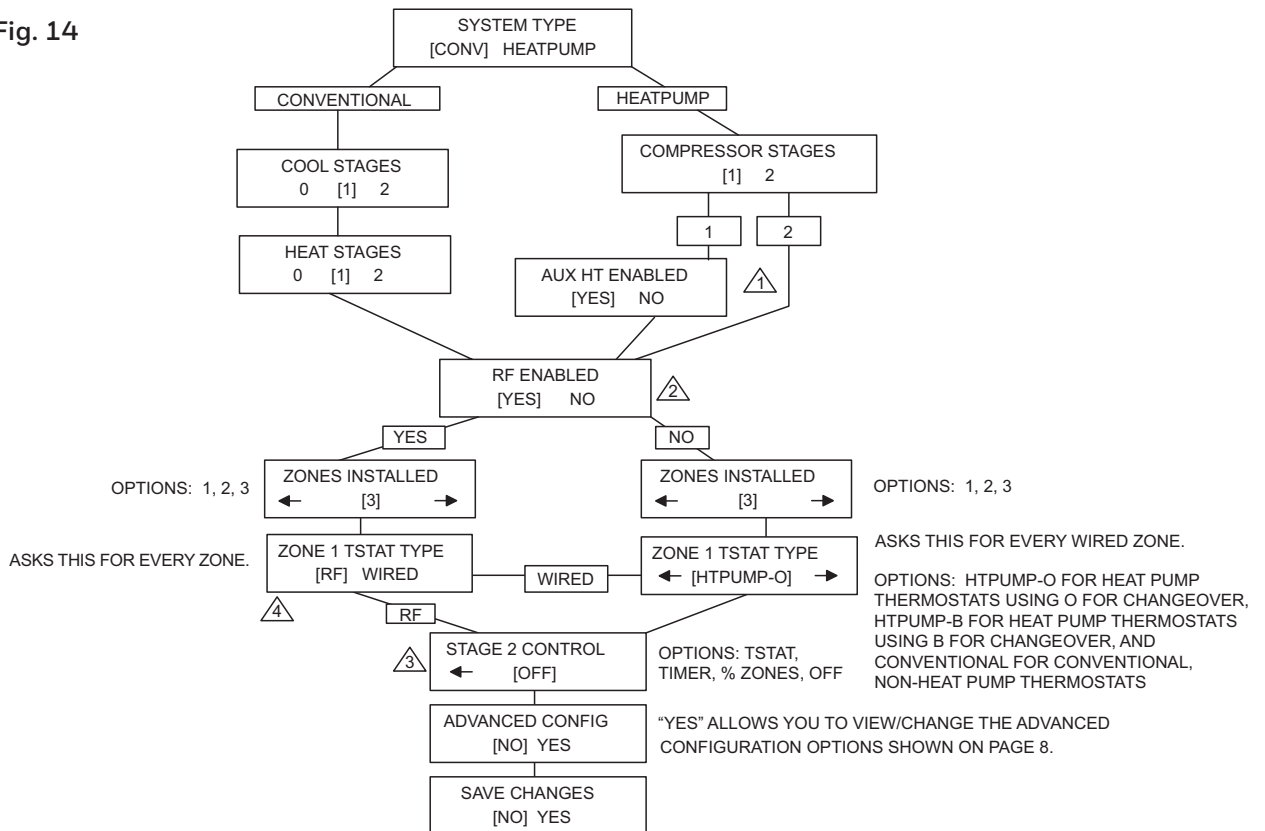 Fig. 14
SYSTEM TYPE
[CONV] HEATPUMP
CONVENTIONAL
HEATPUMP
COOL STAGES
0 [1] 2
COMPRESSOR STAGES
[1] 2
1
2
HEAT STAGES
0 [1] 2
AUX HT ENABLED
[YES] NO
1
RF ENABLED
[YES] NO
2
YES
NO
OPTIONS: 1, 2, 3
ZONES INSTALLED
← [3] →
ZONES INSTALLED
← [3] →
OPTIONS: 1, 2, 3
ASKS THIS FOR EVERY ZONE.
ZONE 1 TSTAT TYPE
[RF] WIRED
WIRED
ZONE 1 TSTAT TYPE
← [HTPUMP-O] →
ASKS THIS FOR EVERY WIRED ZONE.
OPTIONS: HTPUMP-O FOR HEAT PUMP
THERMOSTATS USING O FOR CHANGEOVER,
HTPUMP-B FOR HEAT PUMP THERMOSTATS
USING B FOR CHANGEOVER, AND
CONVENTIONAL FOR CONVENTIONAL,
NON-HEAT PUMP THERMOSTATS
4
RF
3
STAGE 2 CONTROL
← [OFF]
OPTIONS: TSTAT,
TIMER, % ZONES, OFF
ADVANCED CONFIG
[NO] YES
“YES” ALLOWS YOU TO VIEW/CHANGE THE ADVANCED
CONFIGURATION OPTIONS SHOWN ON PAGE 8.
SAVE CHANGES
[NO] YES